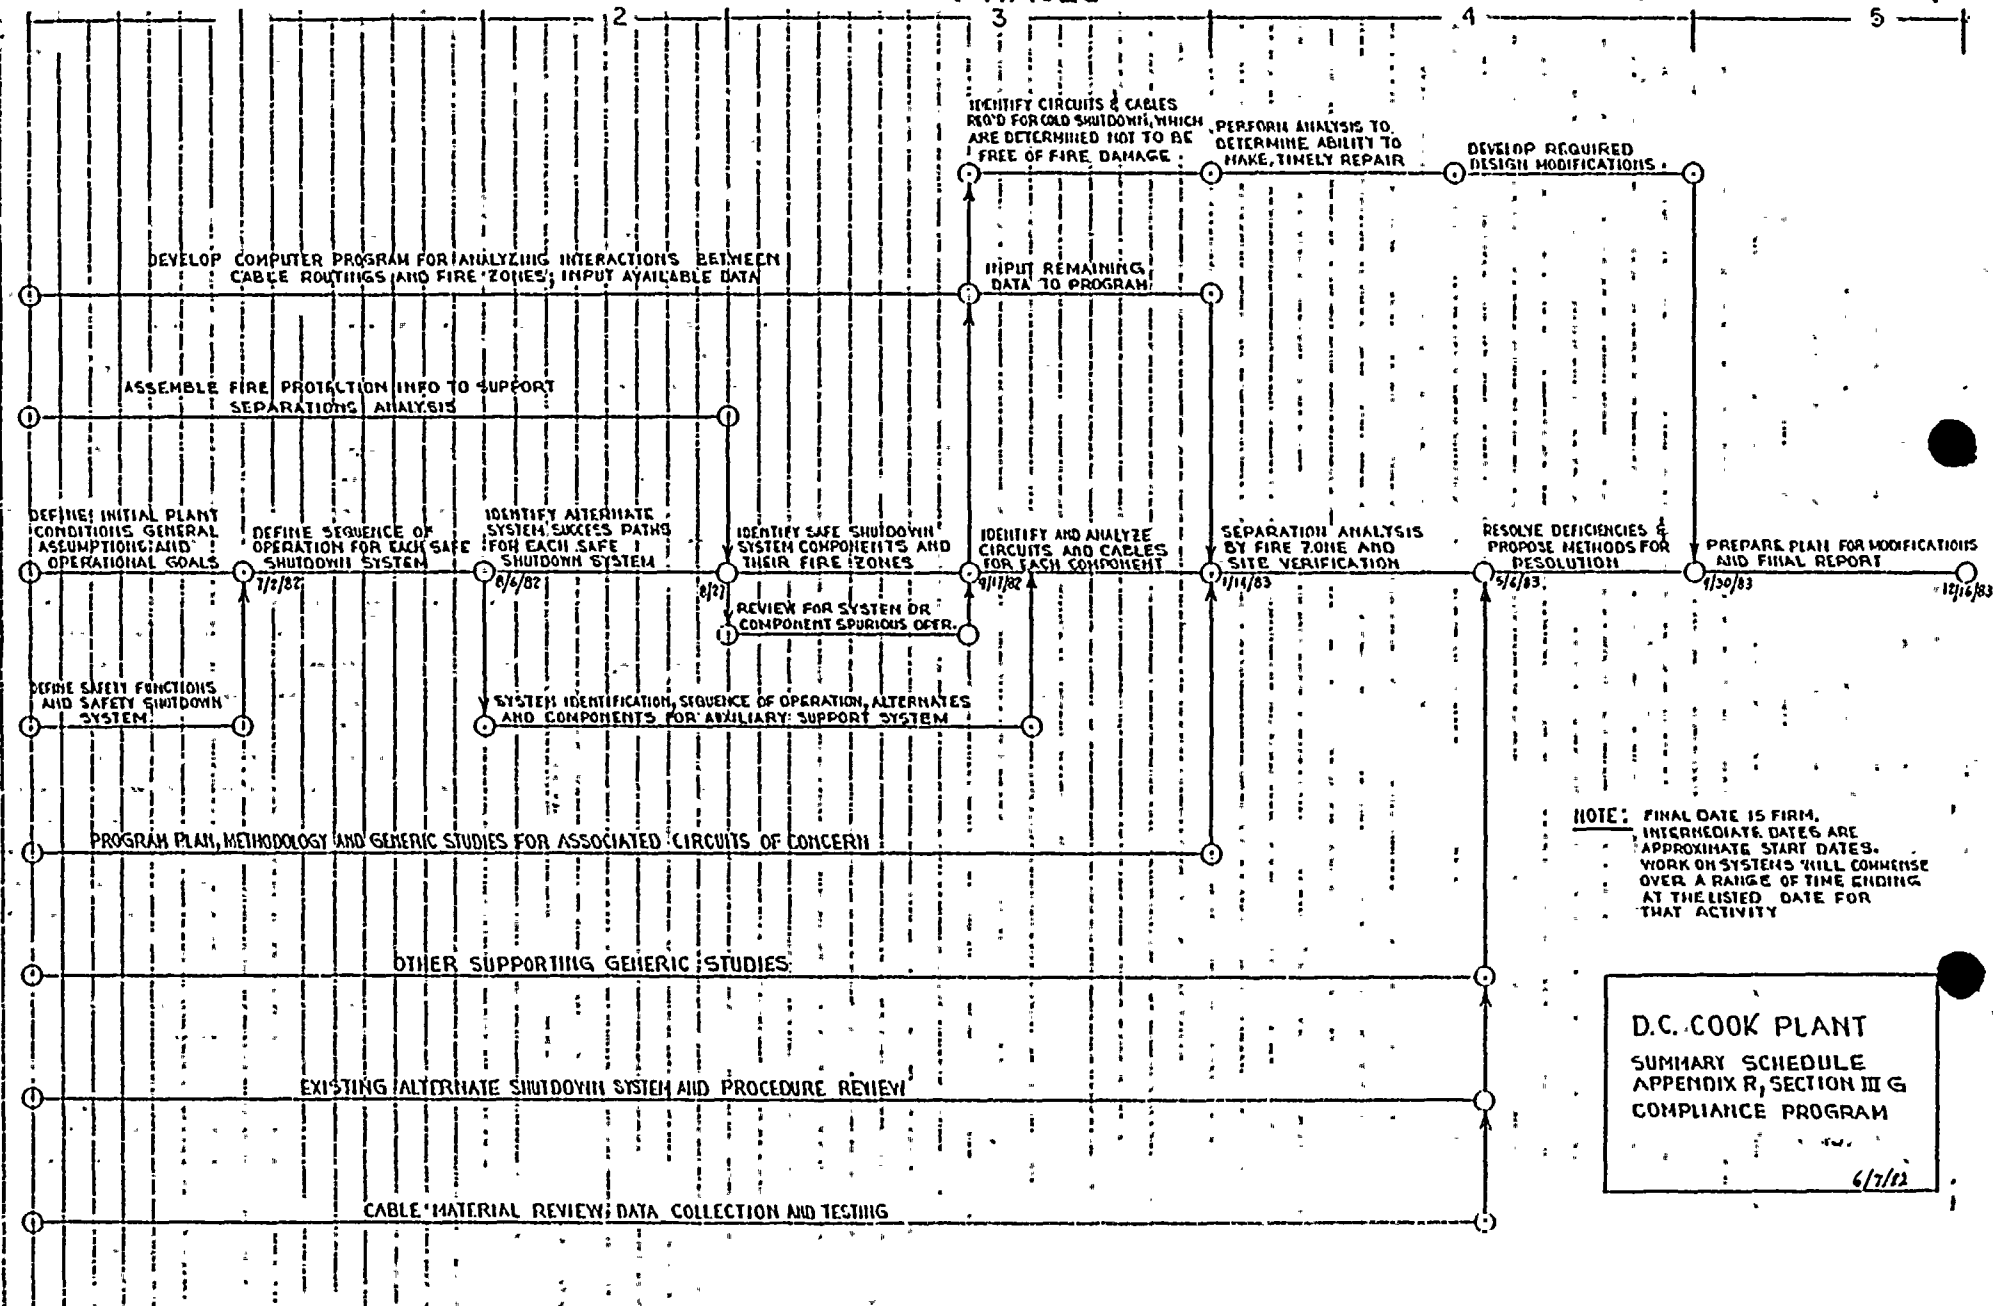 2
3
4
5
IDENTIFY CIRCUITS & CABLES
REQ'D FOR COLD SHUTDOWN, WHICH
ARE DETERMINED NOT TO BE
FREE OF FIRE DAMAGE
PERFORM ANALYSIS TO
DETERMINE ABILITY TO
MAKE, TIMELY REPAIR
DEVELOP REQUIRED
DESIGN MODIFICATIONS
DEVELOP COMPUTER PROGRAM FOR ANALYZING INTERACTIONS BETWEEN
CABLE ROUTINGS AND FIRE ZONES; INPUT AVAILABLE DATA
INPUT REMAINING
DATA TO PROGRAM
ASSEMBLE FIRE PROTECTION INFO TO SUPPORT
SEPARATIONS ANALYSIS
DEFINE INITIAL PLANT
CONDITIONS GENERAL
ASSUMPTIONS AND
OPERATIONAL GOALS
7/2/82
DEFINE SEQUENCE OF
OPERATION FOR EACH SAFE
SHUTDOWN SYSTEM
8/6/82
IDENTIFY ALTERNATE
SYSTEM SUCCESS PATHS
FOR EACH SAFE
SHUTDOWN SYSTEM
8/27
IDENTIFY SAFE SHUTDOWN
SYSTEM COMPONENTS AND
THEIR FIRE ZONES
9/17/82
IDENTIFY AND ANALYZE
CIRCUITS AND CABLES
FOR EACH COMPONENT
1/14/83
SEPARATION ANALYSIS
BY FIRE ZONE AND
SITE VERIFICATION
5/6/83
RESOLVE DEFICIENCIES &
PROPOSE METHODS FOR
RESOLUTION
9/30/83
PREPARE PLAN FOR MODIFICATIONS
AND FINAL REPORT
12/16/83
REVIEW FOR SYSTEM OR
COMPONENT SPURIOUS OPER.
DEFINE SAFETY FUNCTIONS
AND SAFETY SHUTDOWN
SYSTEM
SYSTEM IDENTIFICATION, SEQUENCE OF OPERATION, ALTERNATES
AND COMPONENTS FOR AUXILIARY SUPPORT SYSTEM
PROGRAM PLAN, METHODOLOGY AND GENERIC STUDIES FOR ASSOCIATED CIRCUITS OF CONCERN
NOTE: FINAL DATE IS FIRM.
INTERMEDIATE DATES ARE
APPROXIMATE START DATES.
WORK ON SYSTEMS WILL COMMENSE
OVER A RANGE OF TIME ENDING
AT THE LISTED DATE FOR
THAT ACTIVITY
OTHER SUPPORTING GENERIC STUDIES
EXISTING ALTERNATE SHUTDOWN SYSTEM AND PROCEDURE REVIEW
CABLE MATERIAL REVIEW, DATA COLLECTION AND TESTING
D.C. COOK PLANT
SUMMARY SCHEDULE
APPENDIX R, SECTION III G
COMPLIANCE PROGRAM
6/7/82